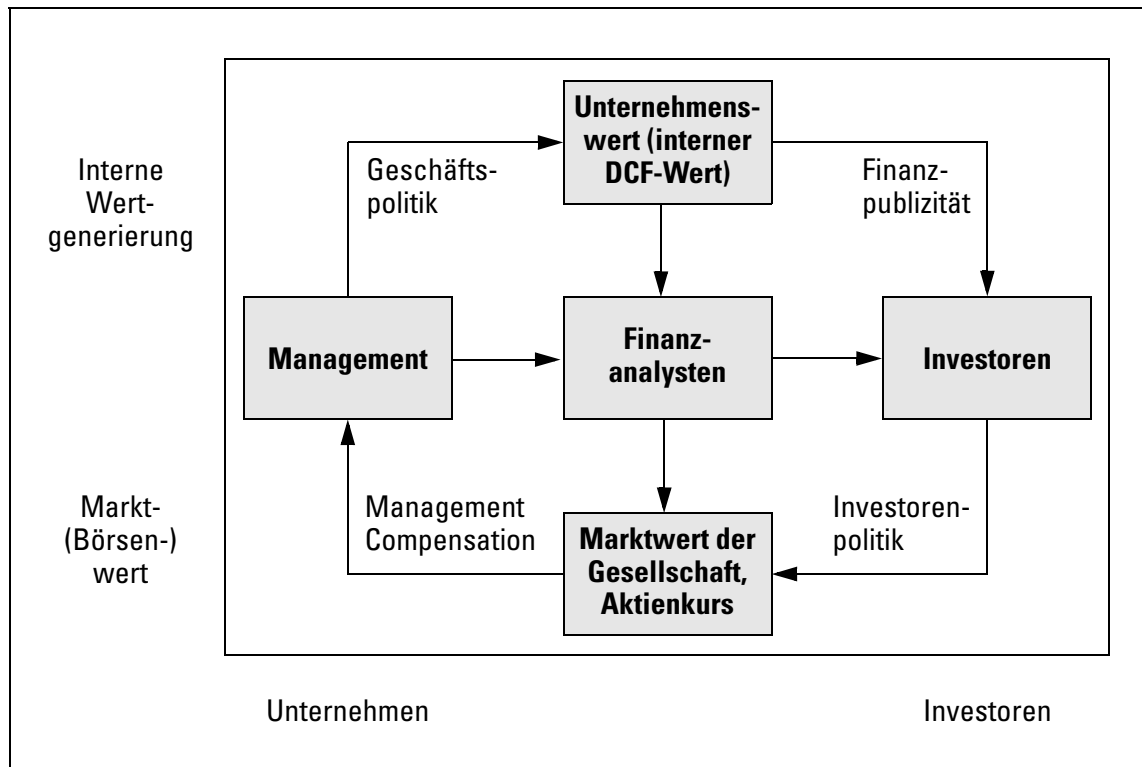 Unternehmens-
wert (interner
DCF-Wert)
Interne
Wert-
generierung
Geschäfts-
politik
Finanz-
publizität
Management
Finanz-
analysten
Investoren
Markt-
(Börsen-)
wert
Management
Compensation
Marktwert der
Gesellschaft,
Aktienkurs
Investoren-
politik
Unternehmen
Investoren